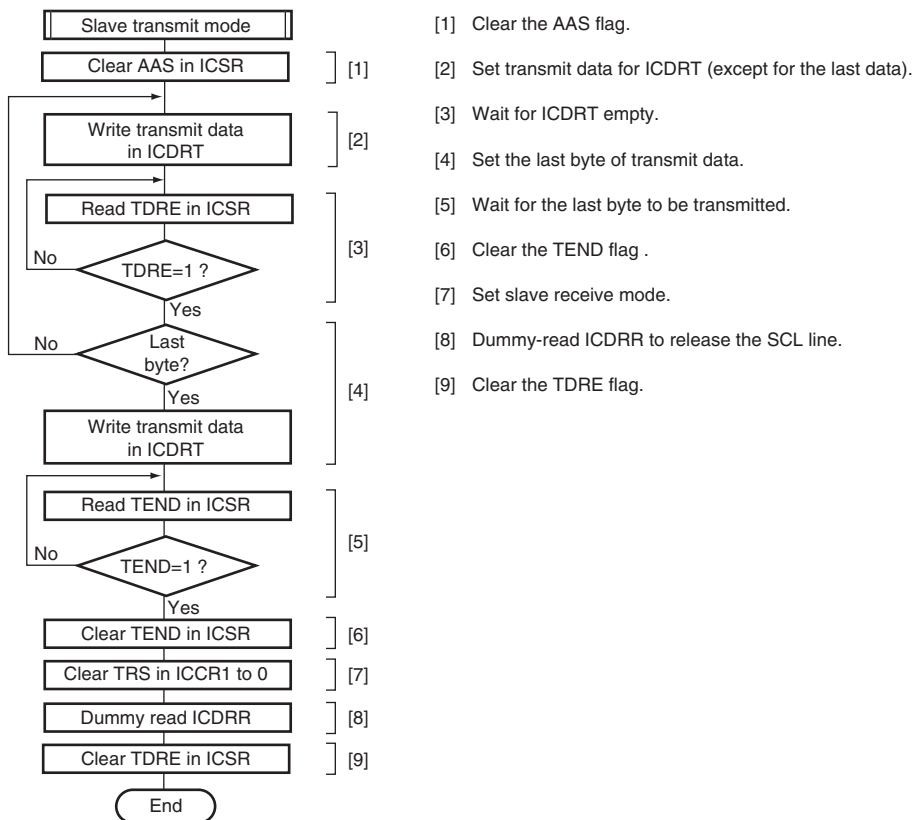 Slave transmit mode
Clear AAS in ICSR
[1]
Write transmit data
in ICDRT
[2]
Read TDRE in ICSR
No
TDRE=1 ?
[3]
Yes
No
Last
byte?
Yes
[4]
Write transmit data
in ICDRT
Read TEND in ICSR
No
TEND=1 ?
[5]
Yes
Clear TEND in ICSR
[6]
Clear TRS in ICCR1 to 0
[7]
Dummy read ICDRR
[8]
Clear TDRE in ICSR
[9]
End
[1] Clear the AAS flag.
[2] Set transmit data for ICDRT (except for the last data).
[3] Wait for ICDRT empty.
[4] Set the last byte of transmit data.
[5] Wait for the last byte to be transmitted.
[6] Clear the TEND flag .
[7] Set slave receive mode.
[8] Dummy-read ICDRR to release the SCL line.
[9] Clear the TDRE flag.